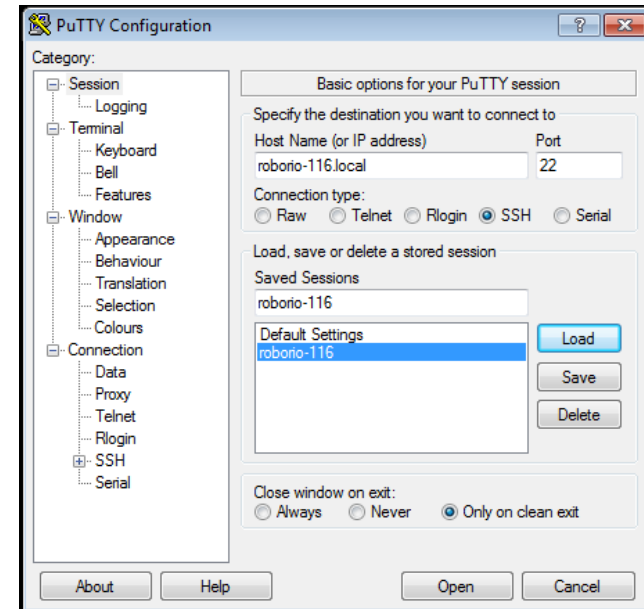 PuTTY Configuration
Category:
Session
Logging
Terminal
Keyboard
Bell
Features
Window
Appearance
Behaviour
Translation
Selection
Colours
Connection
Data
Proxy
Telnet
Rlogin
SSH
Serial
Basic options for your PuTTY session
Specify the destination you want to connect to
Host Name (or IP address) Port
roborio-116.local 22
Connection type:
Raw Telnet Rlogin SSH Serial
Load, save or delete a stored session
Saved Sessions
roborio-116
Default Settings
roborio-116
Load
Save
Delete
Close window on exit:
Always Never Only on clean exit
About Help Open Cancel